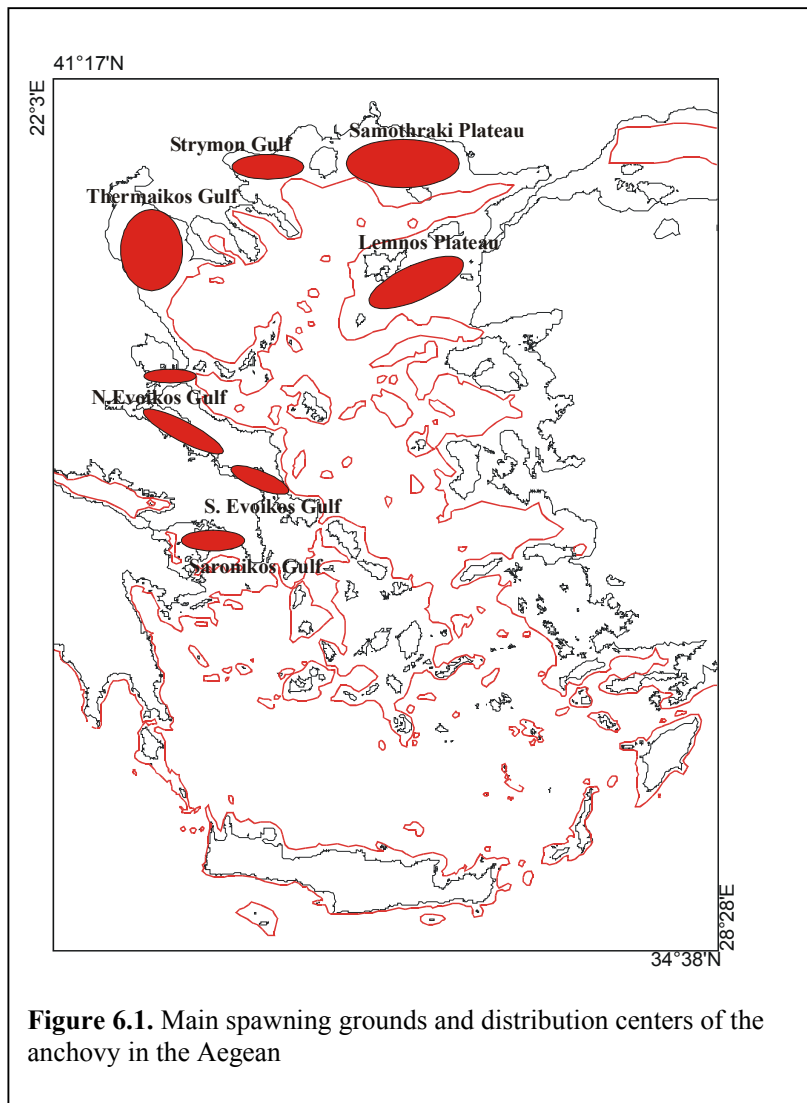 41°17'N
22°3'E
Strymon Gulf
Samothraki Plateau
Thermaikos Gulf
Lemnos Plateau
N.Evoikos Gulf
S. Evoikos Gulf
Saronikos Gulf
28°28'E
34°38'N
Figure 6.1. Main spawning grounds and distribution centers of the
anchovy in the Aegean